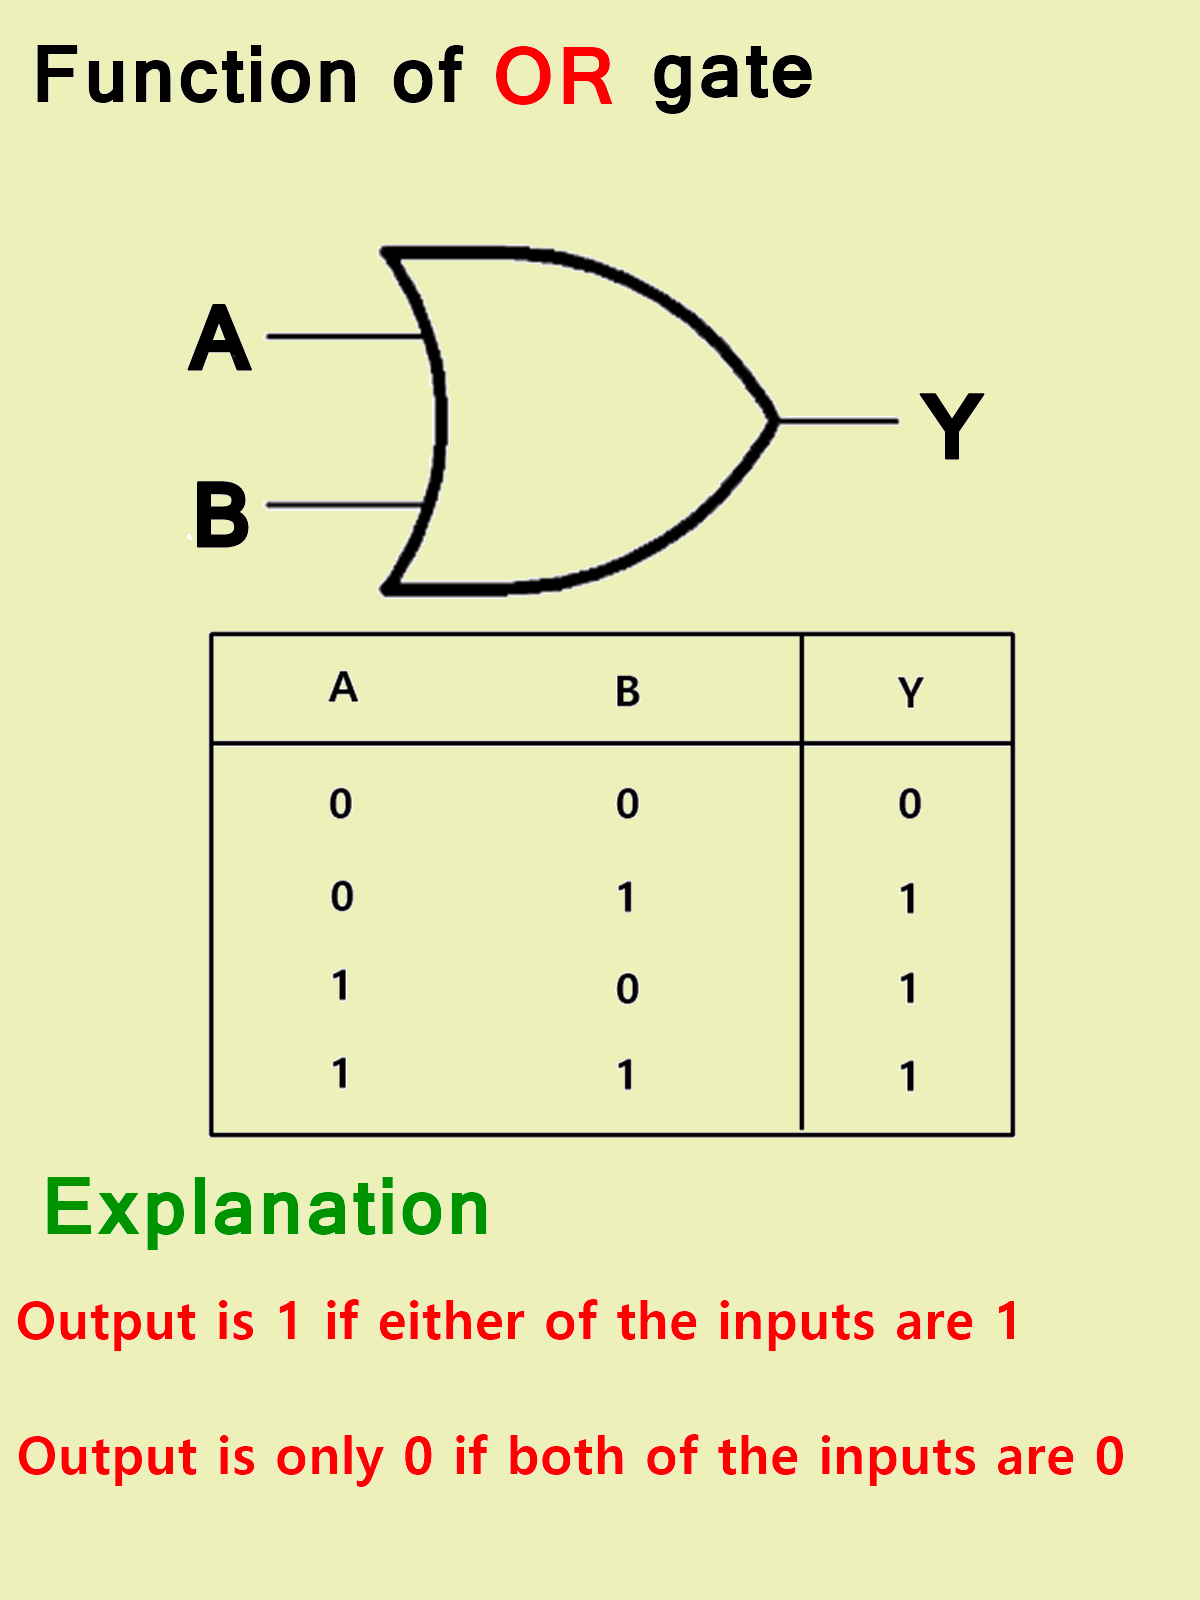 Function of OR gate
A
B
Y
A B Y
0 0 0
0 1 1
1 0 1
1 1 1
Explanation
Output is 1 if either of the inputs are 1
Output is only 0 if both of the inputs are 0